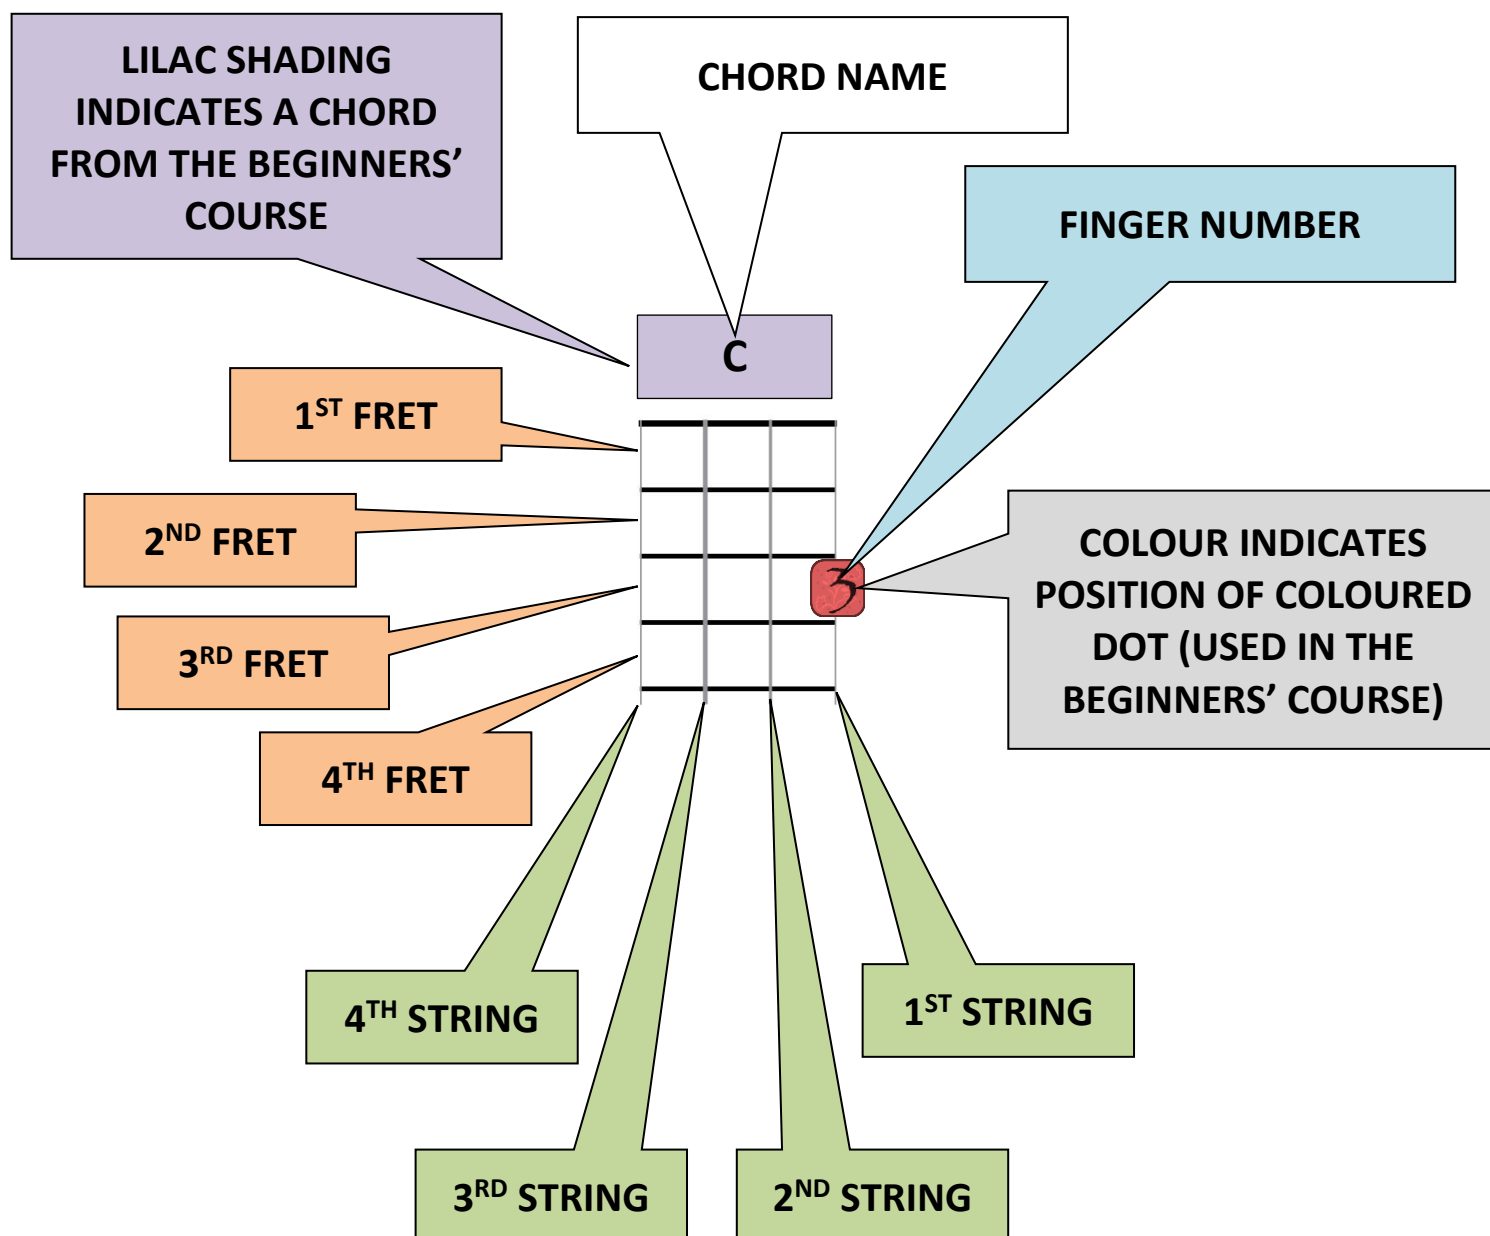 LILAC SHADING
INDICATES A CHORD
FROM THE BEGINNERS’
COURSE
CHORD NAME
FINGER NUMBER
C
1ST FRET
2ND FRET
3RD FRET
4TH FRET
3
COLOUR INDICATES
POSITION OF COLOURED
DOT (USED IN THE
BEGINNERS’ COURSE)
4TH STRING
1ST STRING
3RD STRING
2ND STRING